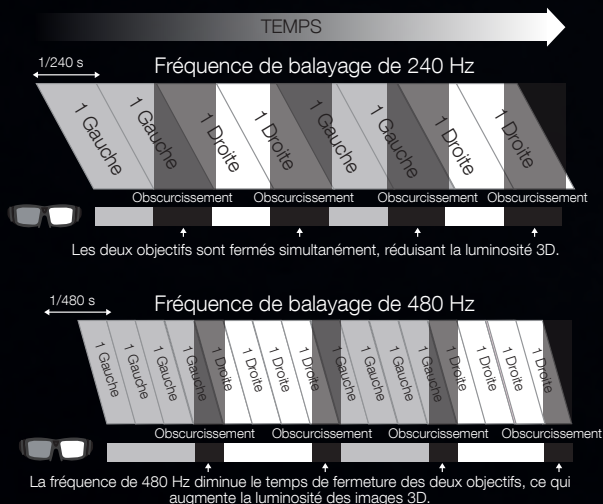 TEMPS
1/240 s
Fréquence de balayage de 240 Hz
1 Gauche
1 Gauche
1 Droite
1 Droite
1 Gauche
1 Gauche
1 Droite
1 Droite
Obscurcissement
Obscurcissement
Obscurcissement
Obscurcissement
Les deux objectifs sont fermés simultanément, réduisant la luminosité 3D.
1/480 s
Fréquence de balayage de 480 Hz
1 Gauche
1 Gauche
1 Gauche
1 Gauche
1 Droite
1 Droite
1 Droite
1 Droite
1 Gauche
1 Gauche
1 Gauche
1 Gauche
1 Droite
1 Droite
1 Droite
1 Droite
Obscurcissement
Obscurcissement
Obscurcissement
Obscurcissement
La fréquence de 480 Hz diminue le temps de fermeture des deux objectifs, ce qui
augmente la luminosité des images 3D.